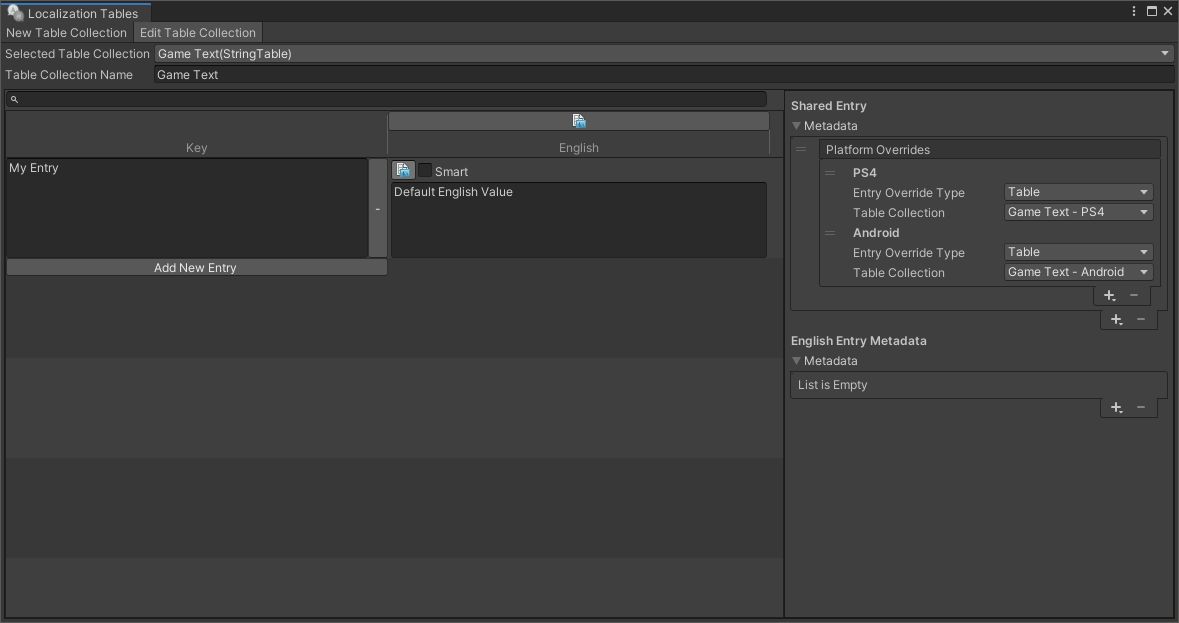 Localization Tables
New Table Collection Edit Table Collection
Selected Table Collection Game Text(StringTable)
Table Collection Name Game Text
Key English
My Entry
-
Smart
Default English Value
Add New Entry
Shared Entry
Metadata
Platform Overrides
PS4
Entry Override Type Table
Table Collection Game Text - PS4
Android
Entry Override Type Table
Table Collection Game Text - Android
English Entry Metadata
Metadata
List is Empty